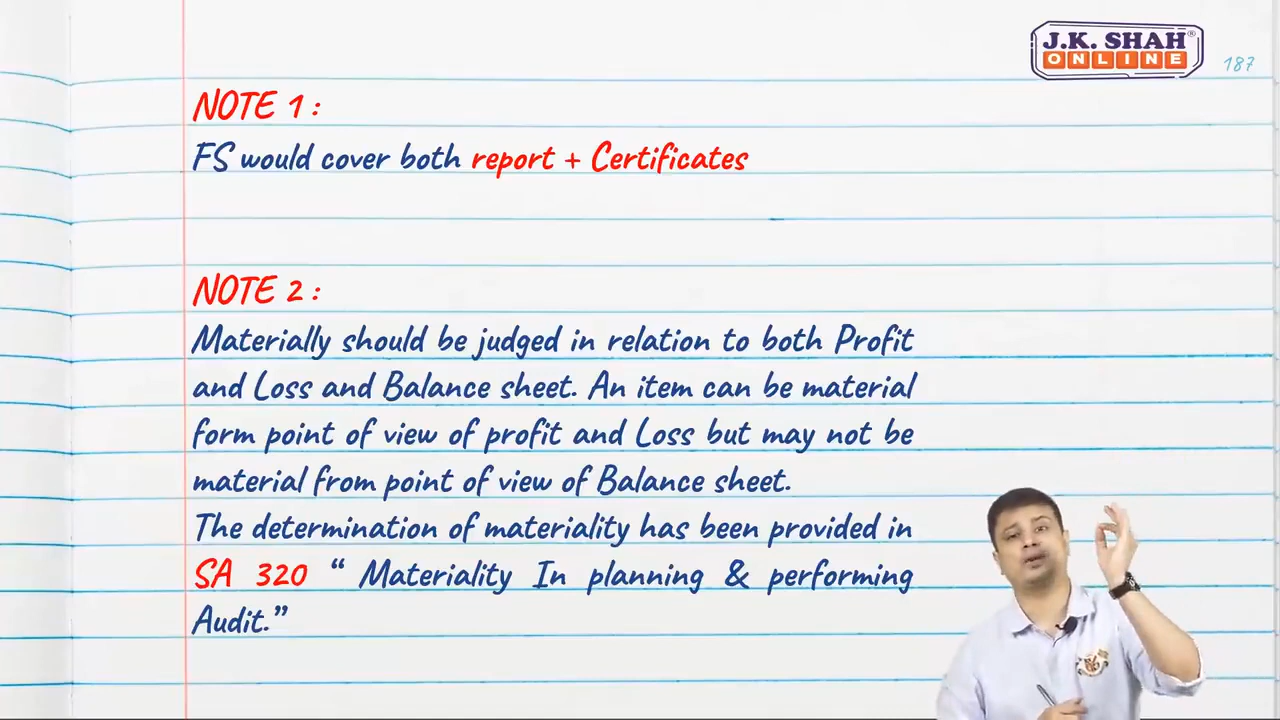 J.K. SHAH®
ONLINE
187
NOTE 1 :
FS would cover both report + Certificates
NOTE 2 :
Materially should be judged in relation to both Profit
and Loss and Balance sheet. An item can be material
form point of view of profit and Loss but may not be
material from point of view of Balance sheet.
The determination of materiality has been provided in
SA 320 “ Materiality In planning & performing
Audit.”